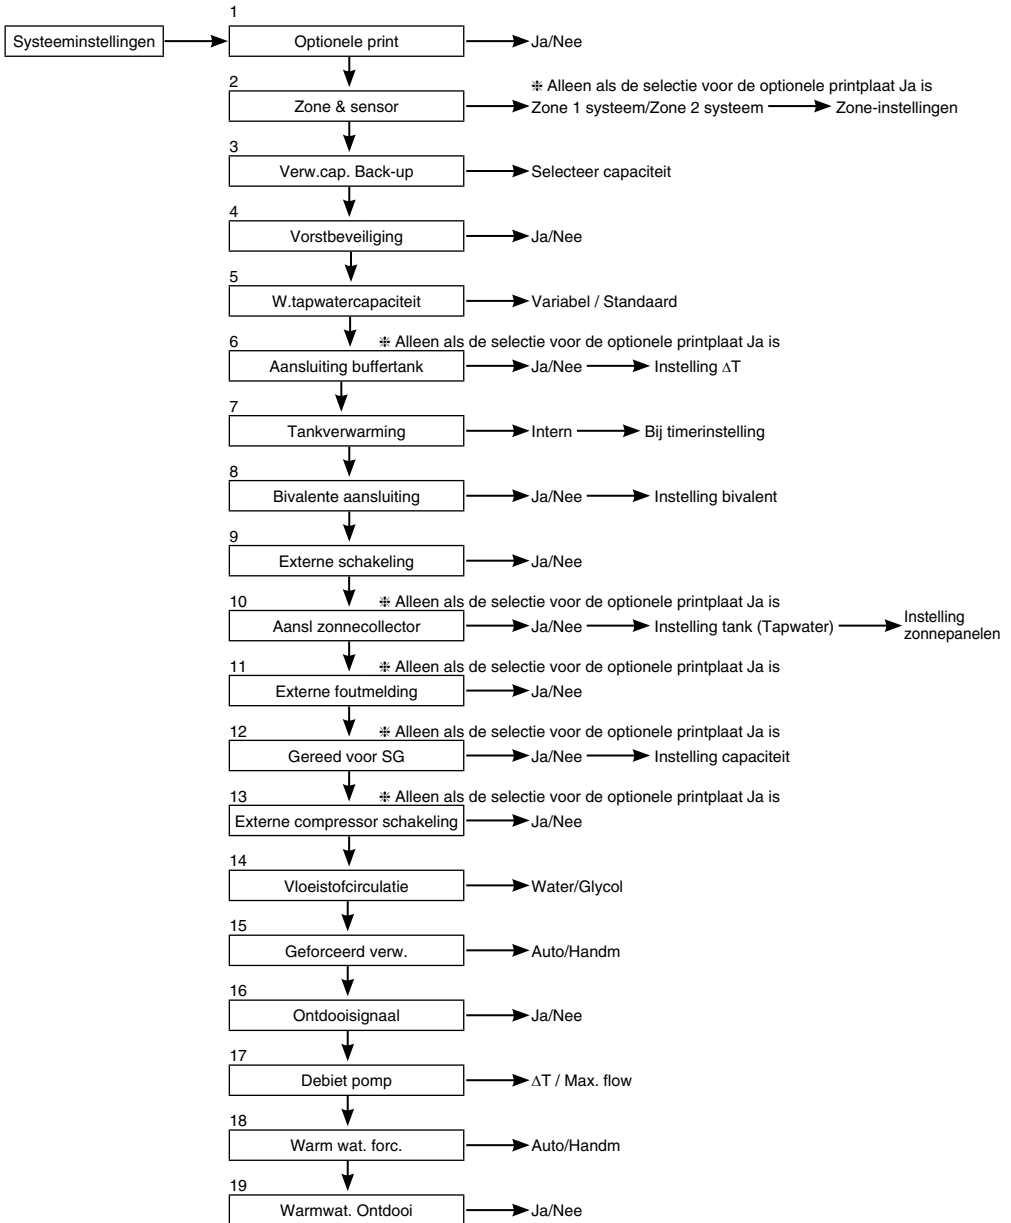 1
Systeeminstellingen
Optionele print
Ja/Nee
2
⁜ Alleen als de selectie voor de optionele printplaat Ja is
Zone & sensor
Zone 1 systeem/Zone 2 systeem
Zone-instellingen
3
Verw.cap. Back-up
Selecteer capaciteit
4
Vorstbeveiliging
Ja/Nee
5
W.tapwatercapaciteit
Variabel / Standaard
6
⁜ Alleen als de selectie voor de optionele printplaat Ja is
Aansluiting buffertank
Ja/Nee
Instelling ΔT
7
Tankverwarming
Intern
Bij timerinstelling
8
Bivalente aansluiting
Ja/Nee
Instelling bivalent
9
Externe schakeling
Ja/Nee
10
⁜ Alleen als de selectie voor de optionele printplaat Ja is
Aansl zonnecollector
Ja/Nee
Instelling tank (Tapwater)
Instelling
zonnepanelen
11
⁜ Alleen als de selectie voor de optionele printplaat Ja is
Externe foutmelding
Ja/Nee
12
⁜ Alleen als de selectie voor de optionele printplaat Ja is
Gereed voor SG
Ja/Nee
Instelling capaciteit
13
⁜ Alleen als de selectie voor de optionele printplaat Ja is
Externe compressor schakeling
Ja/Nee
14
Vloeistofcirculatie
Water/Glycol
15
Geforceerd verw.
Auto/Handm
16
Ontdooisignaal
Ja/Nee
17
Debiet pomp
ΔT / Max. flow
18
Warm wat. forc.
Auto/Handm
19
Warmwat. Ontdooi
Ja/Nee